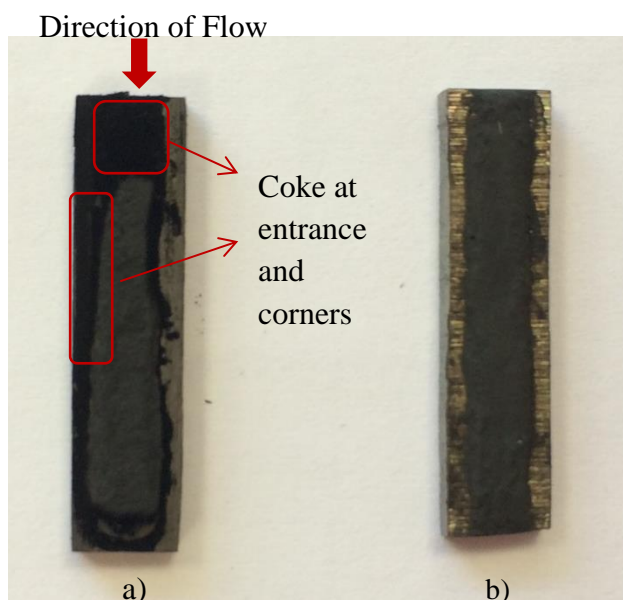 Direction of Flow
Coke at
entrance
and
corners
a)
b)